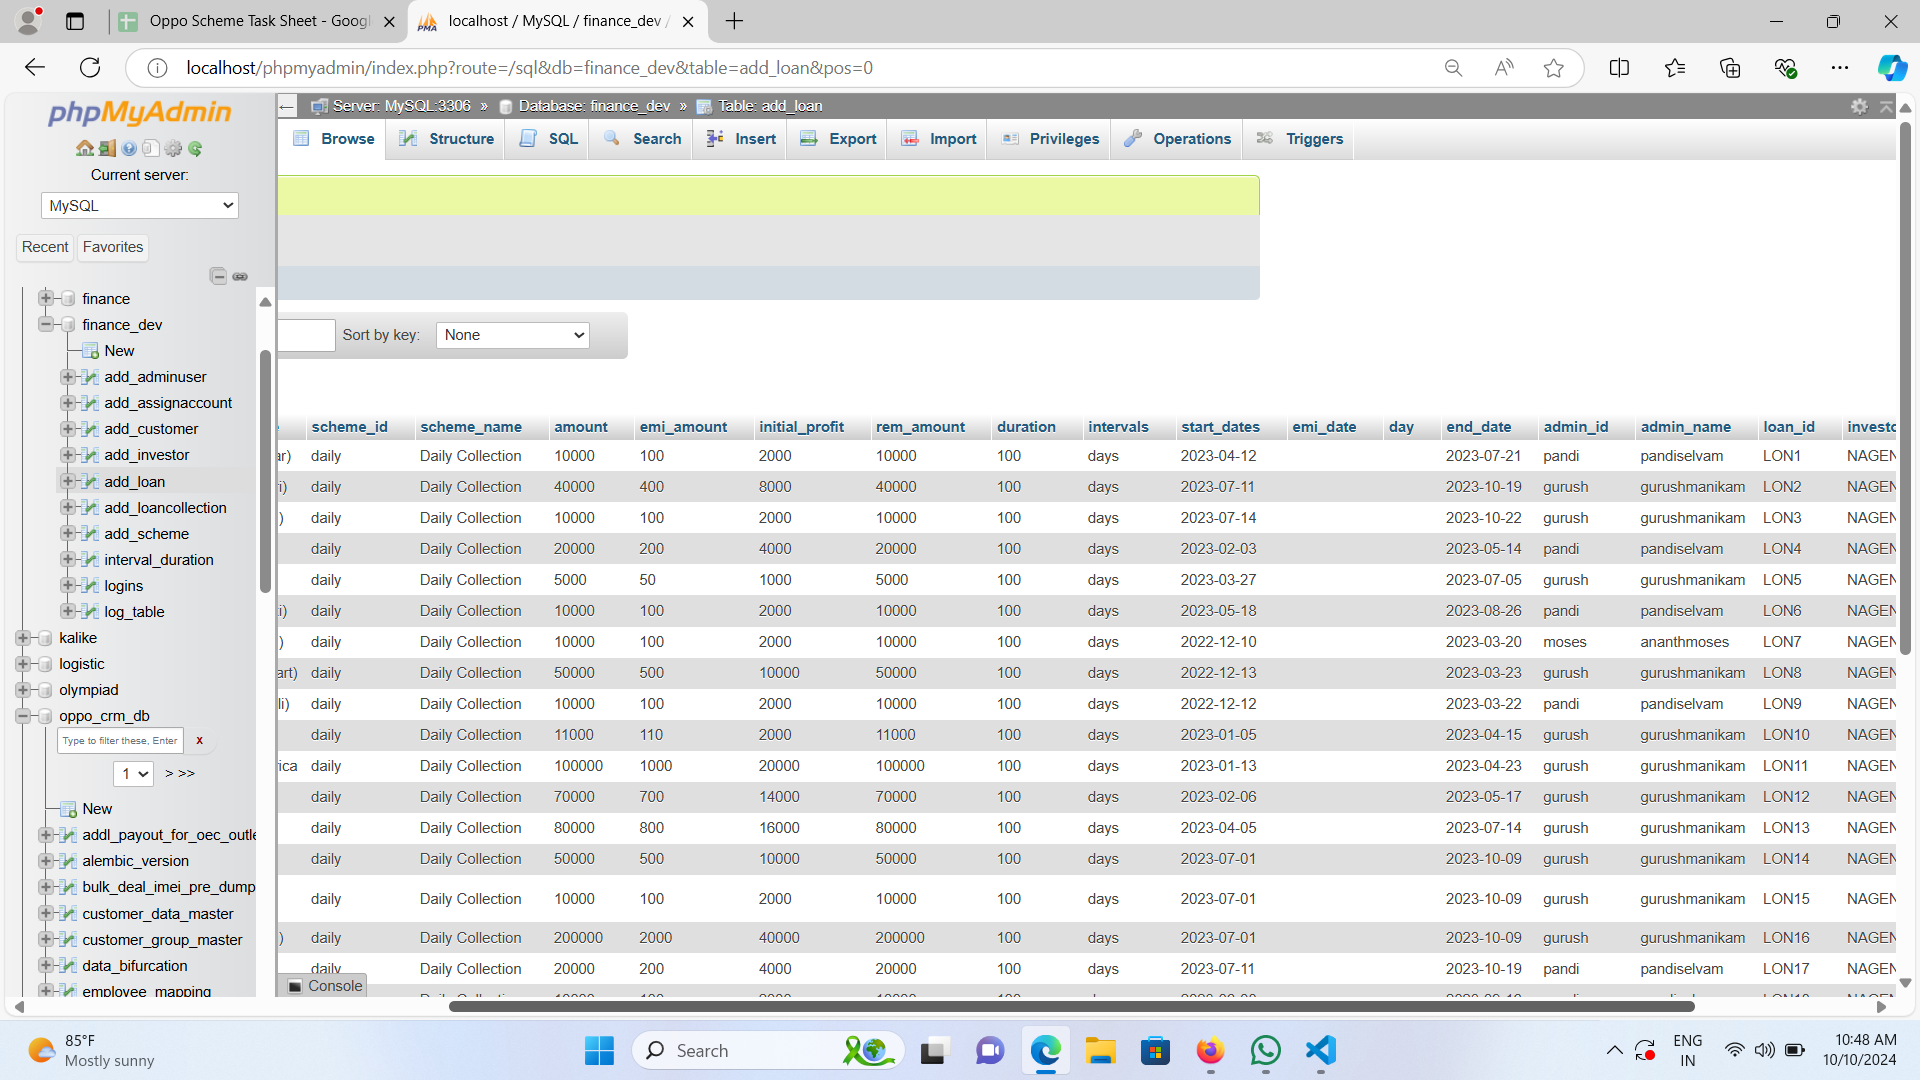 Oppo Scheme Task Sheet - Googl
localhost / MySQL / finance_dev /
localhost/phpmyadmin/index.php?route=/sql&db=finance_dev&table=add_loan&pos=0
phpMyAdmin
Current server:
MySQL
Recent Favorites
finance
finance_dev
New
add_adminuser
add_assignaccount
add_customer
add_investor
add_loan
add_loancollection
add_scheme
interval_duration
logins
log_table
kalike
logistic
olympiad
oppo_crm_db
Type to filter these, Enter x
1 > >>
New
addl_payout_for_oec_outle
alembic_version
bulk_deal_imei_pre_dump
customer_data_master
customer_group_master
data_bifurcation
employee_mapping
Server: MySQL:3306 » Database: finance_dev » Table: add_loan
Browse Structure SQL Search Insert Export Import Privileges Operations Triggers
Sort by key: None
scheme_id scheme_name amount emi_amount initial_profit rem_amount duration intervals start_dates emi_date day end_date admin_id admin_name loan_id investo
ar) daily Daily Collection 10000 100 2000 10000 100 days 2023-04-12 2023-07-21 pandi pandiselvam LON1 NAGEN
ri) daily Daily Collection 40000 400 8000 40000 100 days 2023-07-11 2023-10-19 gurush gurushmanikam LON2 NAGEN
) daily Daily Collection 10000 100 2000 10000 100 days 2023-07-14 2023-10-22 gurush gurushmanikam LON3 NAGEN
daily Daily Collection 20000 200 4000 20000 100 days 2023-02-03 2023-05-14 pandi pandiselvam LON4 NAGEN
daily Daily Collection 5000 50 1000 5000 100 days 2023-03-27 2023-07-05 gurush gurushmanikam LON5 NAGEN
ti) daily Daily Collection 10000 100 2000 10000 100 days 2023-05-18 2023-08-26 pandi pandiselvam LON6 NAGEN
) daily Daily Collection 10000 100 2000 10000 100 days 2022-12-10 2023-03-20 moses ananthmoses LON7 NAGEN
art) daily Daily Collection 50000 500 10000 50000 100 days 2022-12-13 2023-03-23 gurush gurushmanikam LON8 NAGEN
li) daily Daily Collection 10000 100 2000 10000 100 days 2022-12-12 2023-03-22 pandi pandiselvam LON9 NAGEN
daily Daily Collection 11000 110 2000 11000 100 days 2023-01-05 2023-04-15 gurush gurushmanikam LON10 NAGEN
ica daily Daily Collection 100000 1000 20000 100000 100 days 2023-01-13 2023-04-23 gurush gurushmanikam LON11 NAGEN
daily Daily Collection 70000 700 14000 70000 100 days 2023-02-06 2023-05-17 gurush gurushmanikam LON12 NAGEN
daily Daily Collection 80000 800 16000 80000 100 days 2023-04-05 2023-07-14 gurush gurushmanikam LON13 NAGEN
daily Daily Collection 50000 500 10000 50000 100 days 2023-07-01 2023-10-09 gurush gurushmanikam LON14 NAGEN
daily Daily Collection 10000 100 2000 10000 100 days 2023-07-01 2023-10-09 gurush gurushmanikam LON15 NAGEN
) daily Daily Collection 200000 2000 40000 200000 100 days 2023-07-01 2023-10-09 gurush gurushmanikam LON16 NAGEN
daily Daily Collection 20000 200 4000 20000 100 days 2023-07-11 2023-10-19 pandi pandiselvam LON17 NAGEN
Console
85°F
Mostly sunny
Search
ENG
IN
10:48 AM
10/10/2024